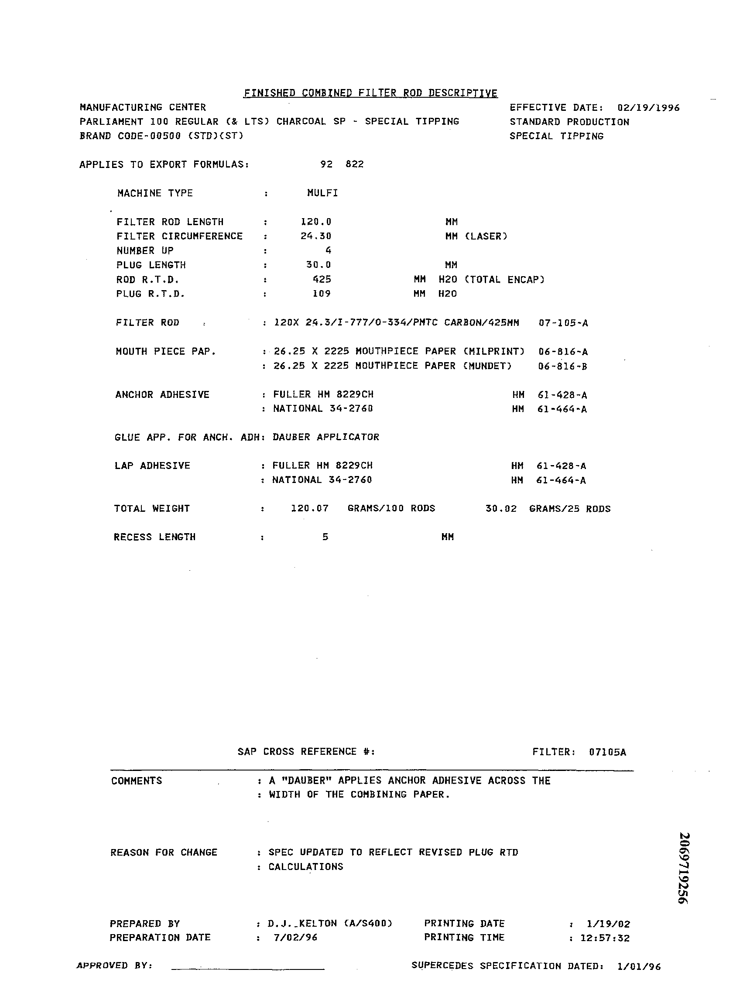 FINISHED COMBINED FILTER ROD DESCRIPTIVE
MANUFACTURING CENTER EFFECTIVE DATE: 02/19/1996
PARLIAMENT 100 REGULAR (& LTS) CHARCOAL SP - SPECIAL TIPPING STANDARD PRODUCTION
BRAND CODE-00500 (STD)(ST) SPECIAL TIPPING
APPLIES TO EXPORT FORMULAS: 92 822
MACHINE TYPE : MULFI
FILTER ROD LENGTH : 120.0 MM
FILTER CIRCUMFERENCE : 24.30 MM (LASER)
NUMBER UP : 4
PLUG LENGTH : 30.0 MM
ROD R.T.D. : 425 MM H2O (TOTAL ENCAP)
PLUG R.T.D. : 109 MM H2O
FILTER ROD : 120X 24.3/I-777/O-334/PMTC CARBON/425MM 07-105-A
MOUTH PIECE PAP. : 26.25 X 2225 MOUTHPIECE PAPER (MILPRINT) 06-816-A
: 26.25 X 2225 MOUTHPIECE PAPER (MUNDET) 06-816-B
ANCHOR ADHESIVE : FULLER HM 8229CH HM 61-428-A
: NATIONAL 34-2760 HM 61-464-A
GLUE APP. FOR ANCH. ADH: DAUBER APPLICATOR
LAP ADHESIVE : FULLER HM 8229CH HM 61-428-A
: NATIONAL 34-2760 HM 61-464-A
TOTAL WEIGHT : 120.07 GRAMS/100 RODS 30.02 GRAMS/25 RODS
RECESS LENGTH : 5 MM
SAP CROSS REFERENCE #: FILTER: 07105A
COMMENTS : A "DAUBER" APPLIES ANCHOR ADHESIVE ACROSS THE
: WIDTH OF THE COMBINING PAPER.
REASON FOR CHANGE : SPEC UPDATED TO REFLECT REVISED PLUG RTD
: CALCULATIONS
2069719256
PREPARED BY : D.J. KELTON (A/S400) PRINTING DATE : 1/19/02
PREPARATION DATE : 7/02/96 PRINTING TIME : 12:57:32
APPROVED BY: SUPERCEDES SPECIFICATION DATED: 1/01/96